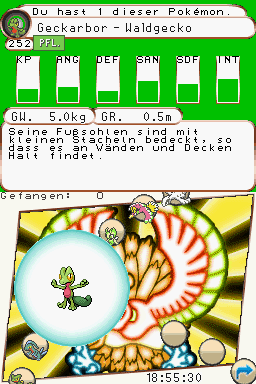 Du hast 1 dieser Pokémon.
Geckarbor - Waldgecko
252 PFL.
KP ANG DEF SAN SDF INT
GW. 5.0kg GR. 0.5m
Seine Fußsohlen sind mit
kleinen Stacheln bedeckt, so
dass es an Wänden und Decken
Halt findet.
Gefangen: 0
18:55:30